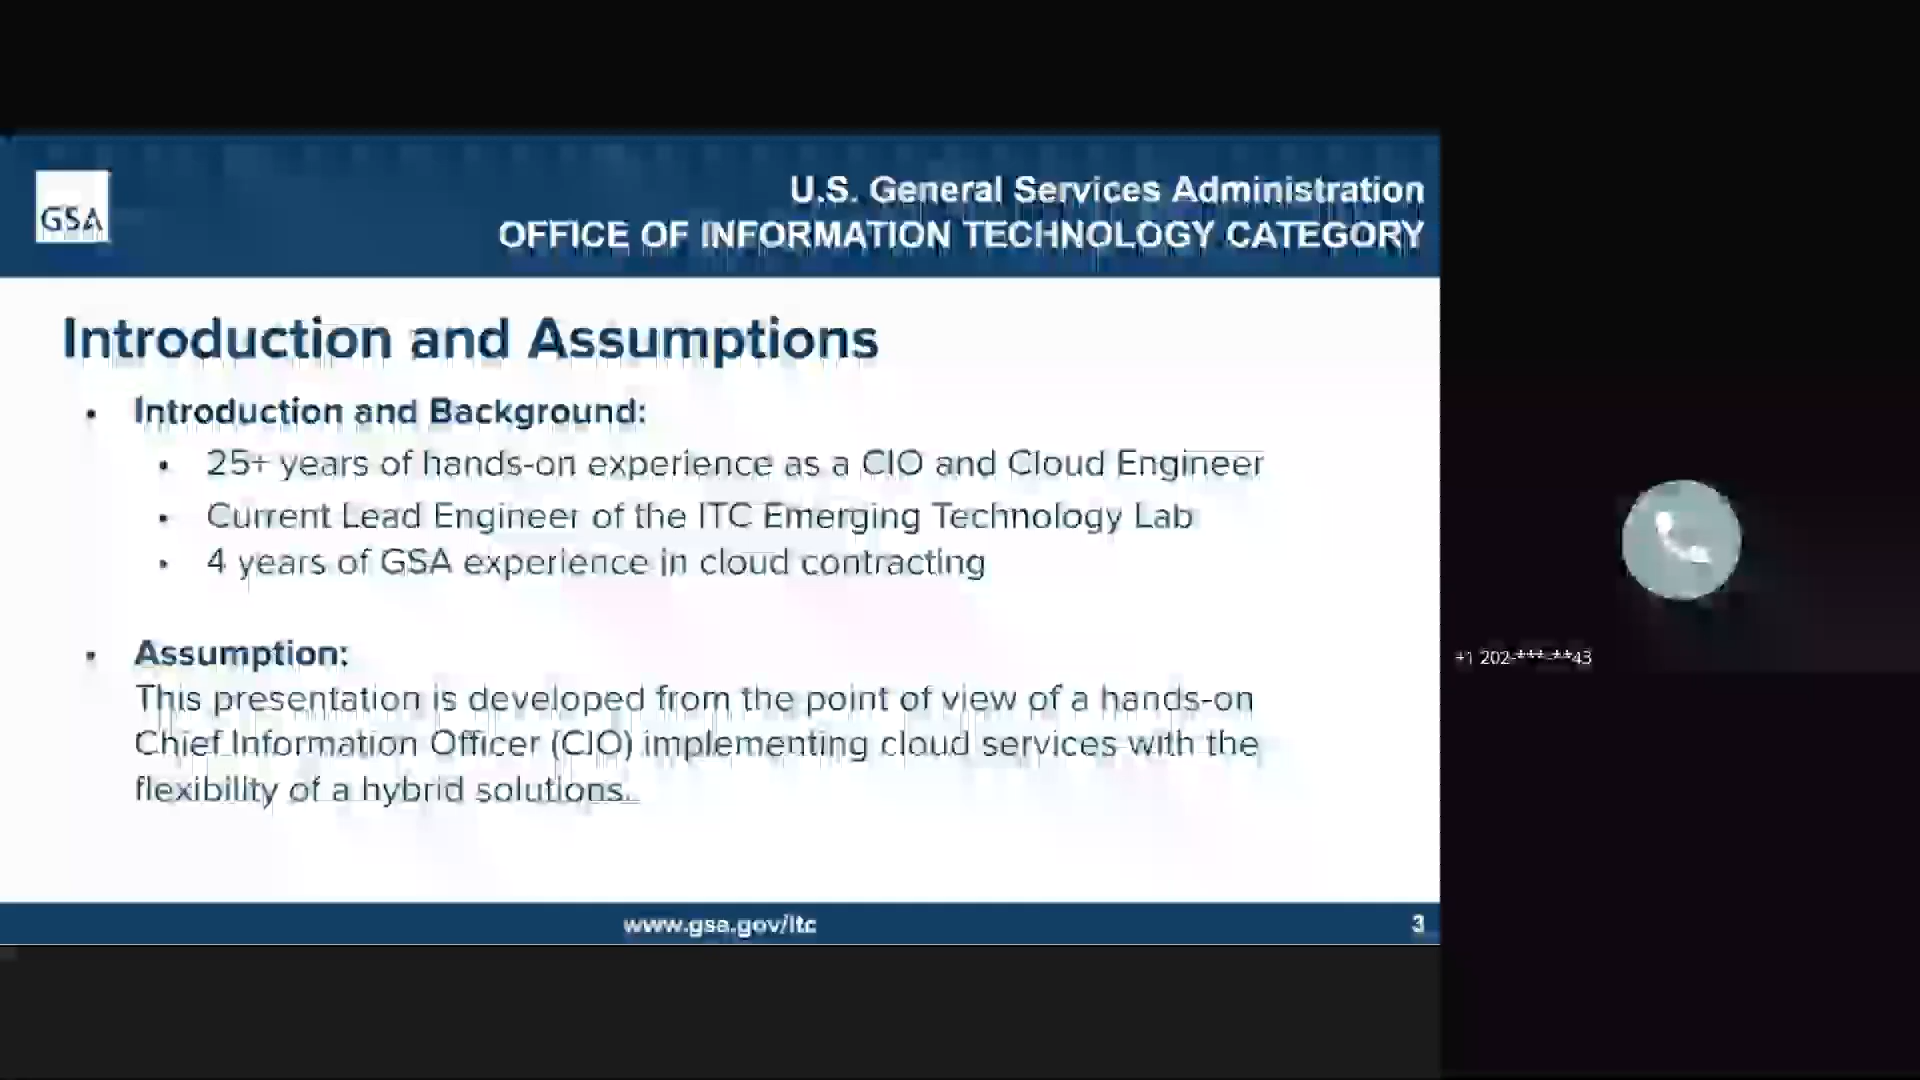 GSA
U.S. General Services Administration
OFFICE OF INFORMATION TECHNOLOGY CATEGORY
Introduction and Assumptions
• Introduction and Background:
• 25+ years of hands-on experience as a CIO and Cloud Engineer
• Current Lead Engineer of the ITC Emerging Technology Lab
• 4 years of GSA experience in cloud contracting
• Assumption:
This presentation is developed from the point of view of a hands-on
Chief Information Officer (CIO) implementing cloud services with the
flexibility of a hybrid solutions.
www.gsa.gov/itc
3
+1 202-***-**43